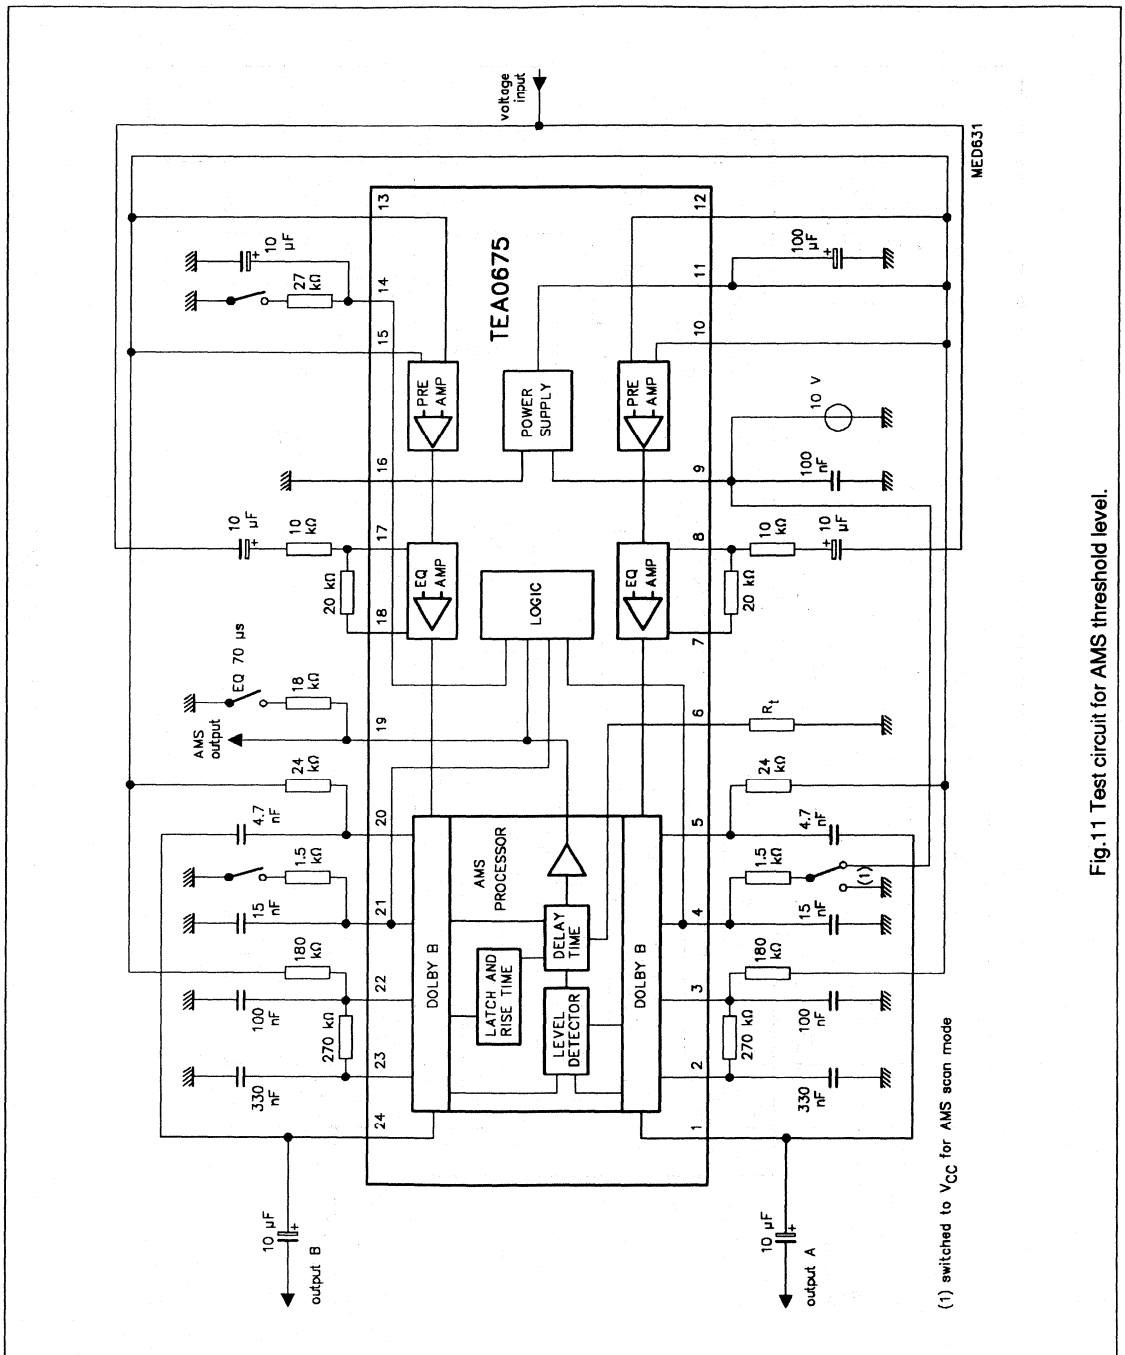 voltage
input
MED631
13
12
10
µF
27
kΩ
14
15
TEA0675
100
µF
11
10
PRE
AMP
POWER
SUPPLY
PRE
AMP
10 V
16
9
100
nF
10
µF
10
kΩ
17
20 kΩ
18
EQ
AMP
LOGIC
EQ
AMP
8
10
kΩ
10
µF
20 kΩ
7
EQ 70 µs
18
kΩ
AMS
output
19
6
Rt
24
kΩ
4.7
nF
20
5
24
kΩ
4.7
nF
1.5
kΩ
15
nF
21
AMS
PROCESSOR
4
1.5
kΩ
(1)
15
nF
180
kΩ
22
100
nF
270 kΩ
23
330
nF
24
DOLBY B
LATCH AND
RISE TIME
DELAY
TIME
LEVEL
DETECTOR
DOLBY B
3
180
kΩ
100
nF
270 kΩ
2
330
nF
1
10 µF
output B
10 µF
output A
(1) switched to VCC for AMS scan mode
Fig.11 Test circuit for AMS threshold level.